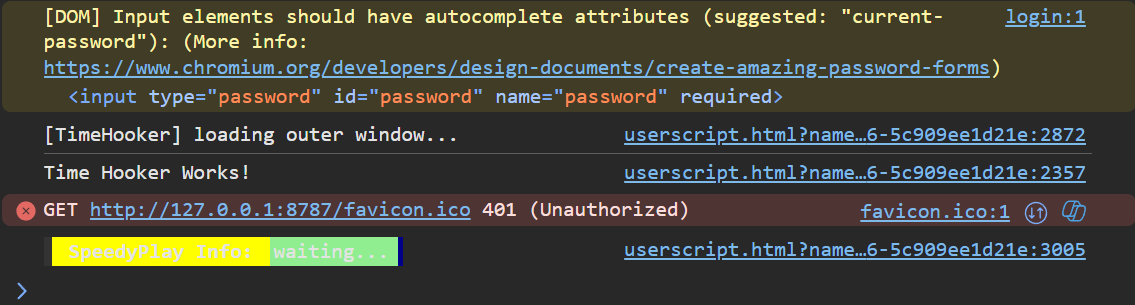 [DOM] Input elements should have autocomplete attributes (suggested: "current- login:1
password"): (More info:
https://www.chromium.org/developers/design-documents/create-amazing-password-forms)
<input type="password" id="password" name="password" required>
[TimeHooker] loading outer window... userscript.html?name…6-5c909ee1d21e:2872
Time Hooker Works! userscript.html?name…6-5c909ee1d21e:2357
GET http://127.0.0.1:8787/favicon.ico 401 (Unauthorized) favicon.ico:1
SpeedyPlay Info: waiting... userscript.html?name…6-5c909ee1d21e:3005